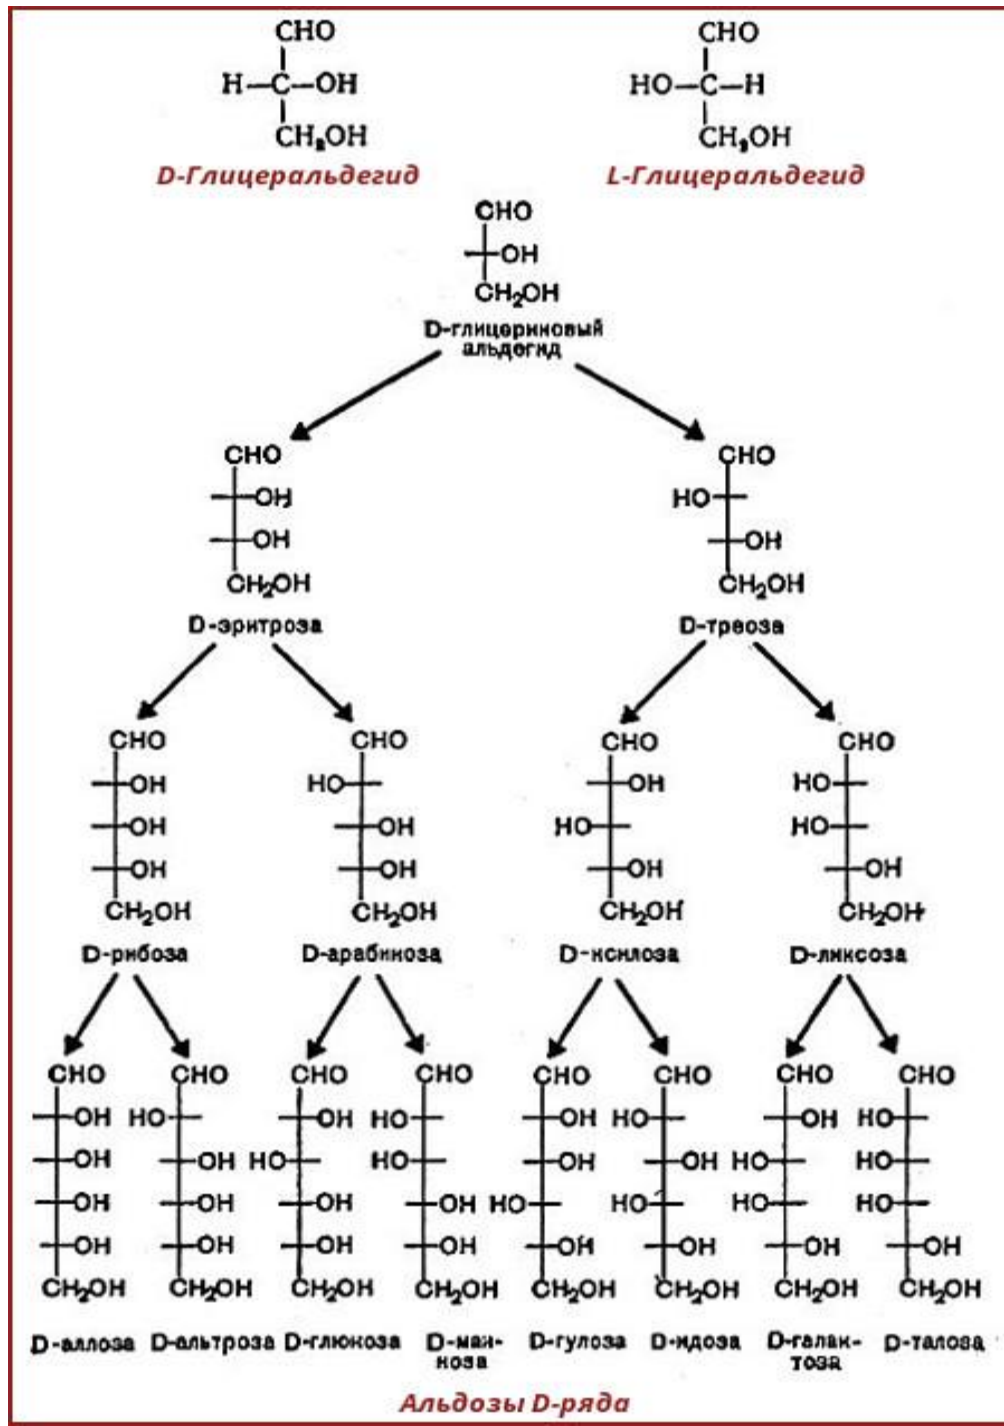 CHO CHO
H—C—OH HO—C—H
CH₂OH CH₂OH
D-Глицеральдегид L-Глицеральдегид
CHO
OH
CH₂OH
D-глицериновый
альдегид
CHO CHO
OH HO
OH OH
CH₂OH CH₂OH
D-эритроза D-треоза
CHO CHO CHO CHO
OH HO OH HO
OH OH HO HO
OH OH OH OH
CH₂OH CH₂OH CH₂OH CH₂OH
D-рибоза D-арабиноза D-ксилоза D-ликсоза
CHO CHO CHO CHO CHO CHO CHO CHO
OH HO OH HO OH HO OH HO
OH OH HO HO OH OH HO HO
OH OH OH OH HO HO HO HO
OH OH OH OH OH OH OH OH
CH₂OH CH₂OH CH₂OH CH₂OH CH₂OH CH₂OH CH₂OH CH₂OH
D-аллоза D-альтроза D-глюкоза D-ман- D-гулоза D-идоза D-галак- D-талоза
ноза тоза
Альдозы D-ряда